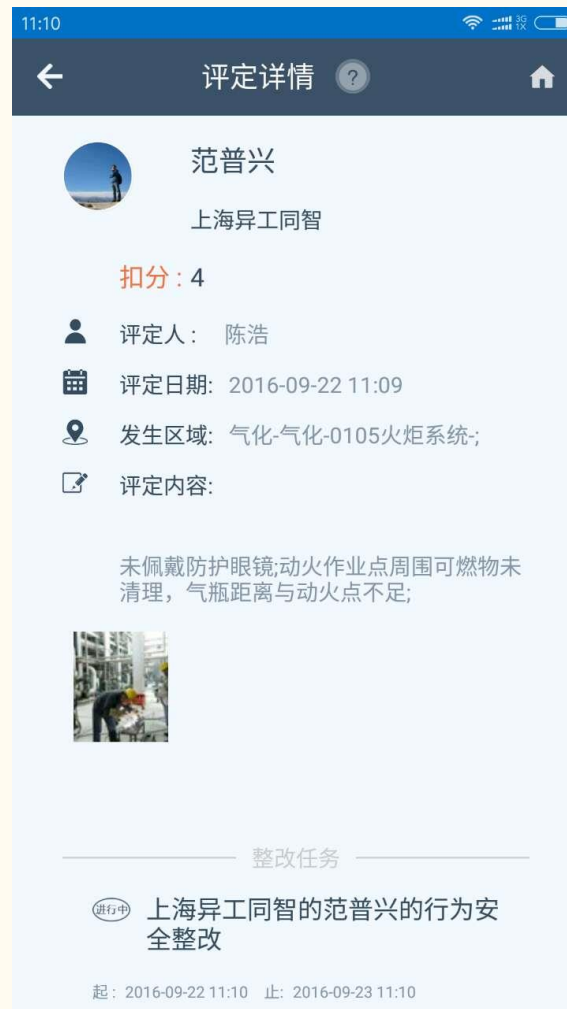 11:10
3G
1X
评定详情 ?
范普兴
上海异工同智
扣分 : 4
评定人 : 陈浩
评定日期: 2016-09-22 11:09
发生区域: 气化-气化-0105火炬系统-;
评定内容:
未佩戴防护眼镜;动火作业点周围可燃物未
清理，气瓶距离与动火点不足;
整改任务
进行中 上海异工同智的范普兴的行为安
全整改
起 : 2016-09-22 11:10 止: 2016-09-23 11:10